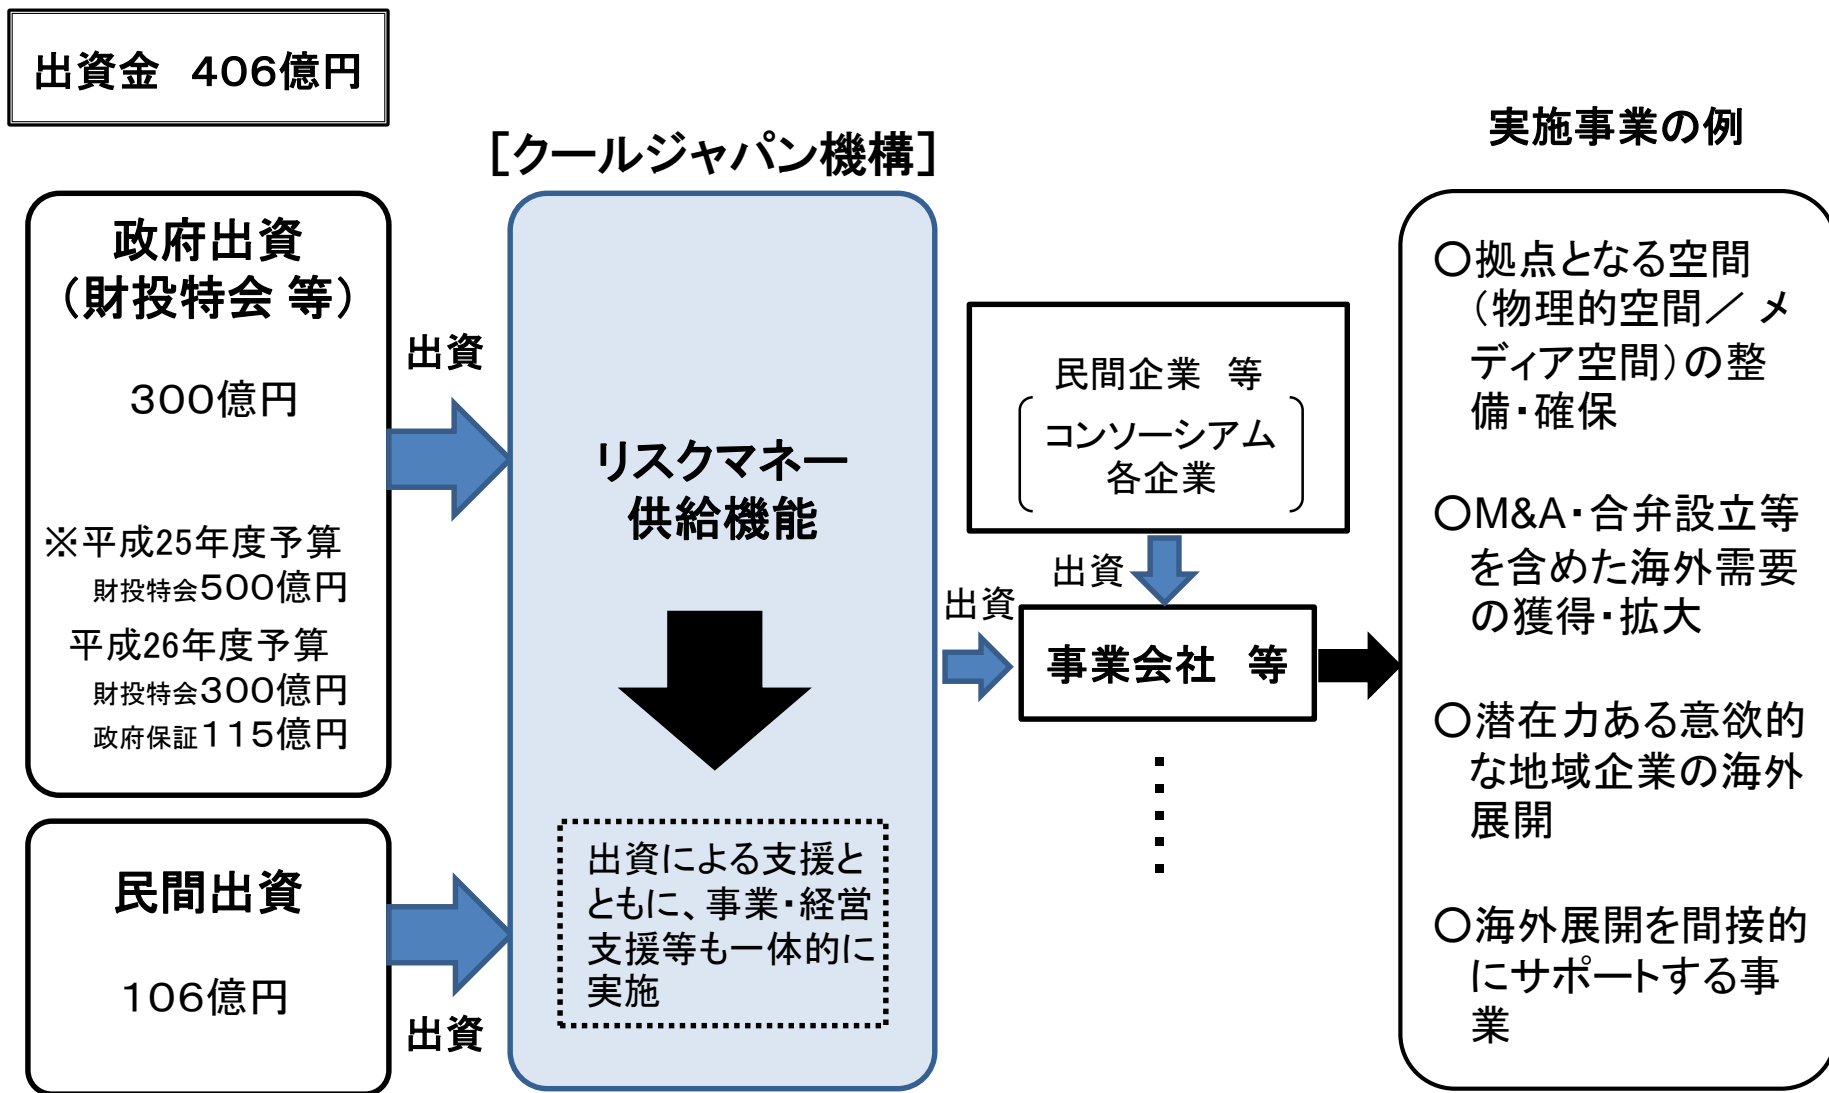 出資金　406億円
[クールジャパン機構]
実施事業の例
政府出資
（財投特会 等）
300億円
※平成25年度予算
財投特会500億円
平成26年度予算
財投特会300億円
政府保証115億円
出資
民間出資
106億円
出資
リスクマネー
供給機能
出資による支援と
ともに、事業・経営
支援等も一体的に
実施
民間企業　等
コンソーシアム
各企業
出資
出資
事業会社　等
○拠点となる空間
（物理的空間／メ
ディア空間）の整
備・確保
○M&A・合弁設立等
を含めた海外需要
の獲得・拡大
○潜在力ある意欲的
な地域企業の海外
展開
○海外展開を間接的
にサポートする事
業